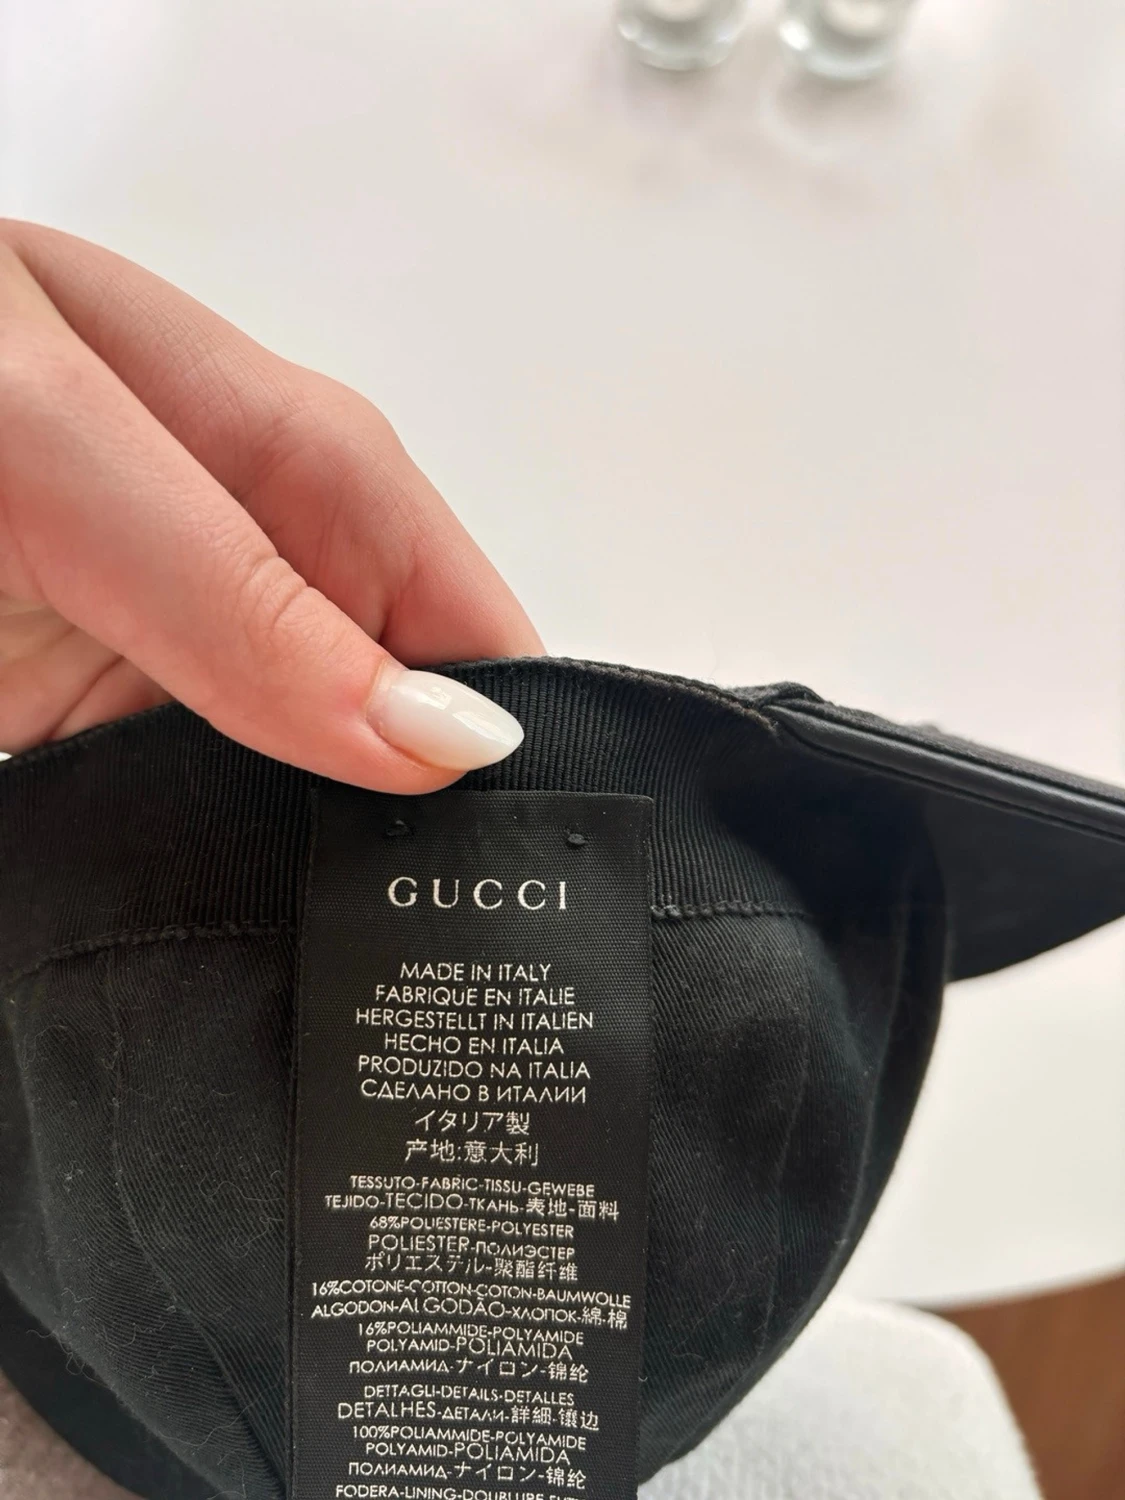 GUCCI
MADE IN ITALY
FABRIQUE EN ITALIE
HERGESTELLT IN ITALIEN
HECHO EN ITALIA
PRODUZIDO NA ITALIA
СДЕЛАНО В ИТАЛИИ
イタリア製
产地:意大利
TESSUTO-FABRIC-TISSU-GEWEBE
TEJIDO-TECIDO-ТКАНЬ-表地-面料
68%POLIESTERE-POLYESTER
POLIESTER-ПОЛИЭСТЕР
ポリエステル-聚酯纤维
16%COTONE-COTTON-COTON-BAUMWOLLE
ALGODON-ALGODÃO-ХЛОПОК-綿-棉
16%POLIAMMIDE-POLYAMIDE
POLYAMID-POLIAMIDA
ПОЛИАМИД-ナイロン-锦纶
DETTAGLI-DETAILS-DETALLES
DETALHES-ДЕТАЛИ-詳細-镶边
100%POLIAMMIDE-POLYAMIDE
POLYAMID-POLIAMIDA
ПОЛИАМИД-ナイロン-锦纶
FODERA-LINING-DOUBLURE